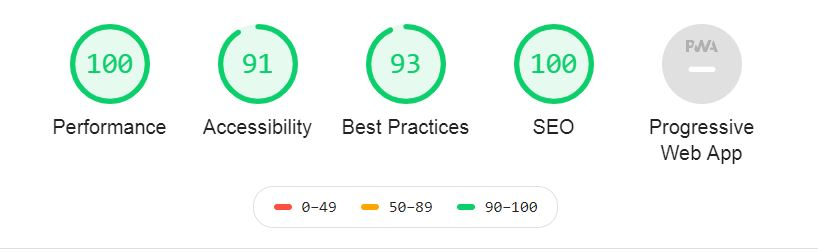 100 91 93 100 PWA
Performance Accessibility Best Practices SEO Progressive
Web App
0–49 50–89 90–100